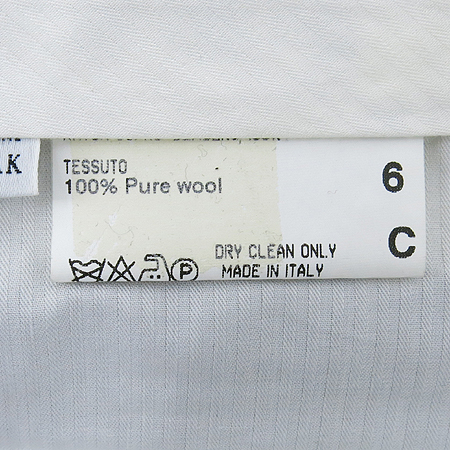 TESSUTO
100% Pure wool
6
C
DRY CLEAN ONLY
MADE IN ITALY
P